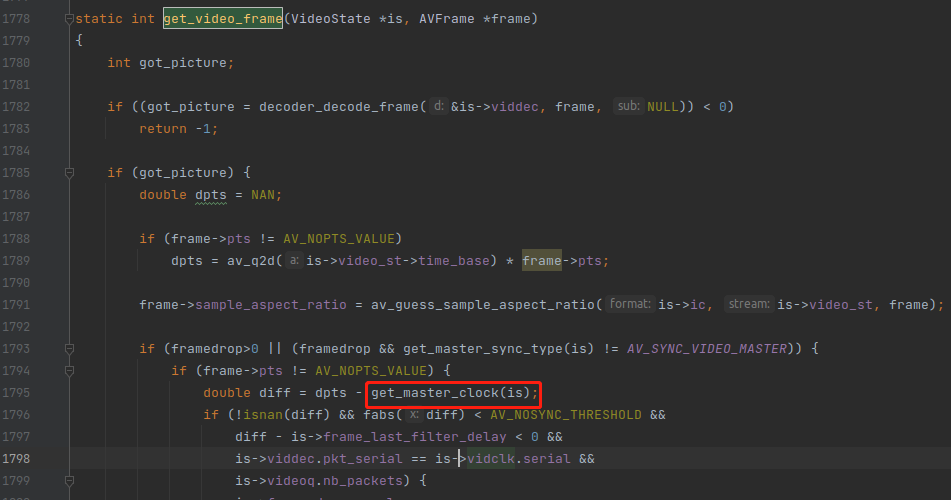 1778 static int get_video_frame(VideoState *is, AVFrame *frame)
1779 {
1780 int got_picture;
1781
1782 if ((got_picture = decoder_decode_frame( d: &is->viddec, frame, sub: NULL)) < 0)
1783 return -1;
1784
1785 if (got_picture) {
1786 double dpts = NAN;
1787
1788 if (frame->pts != AV_NOPTS_VALUE)
1789 dpts = av_q2d( a: is->video_st->time_base) * frame->pts;
1790
1791 frame->sample_aspect_ratio = av_guess_sample_aspect_ratio( format: is->ic, stream: is->video_st, frame);
1792
1793 if (framedrop>0 || (framedrop && get_master_sync_type(is) != AV_SYNC_VIDEO_MASTER)) {
1794 if (frame->pts != AV_NOPTS_VALUE) {
1795 double diff = dpts - get_master_clock(is);
1796 if (!isnan(diff) && fabs( x: diff) < AV_NOSYNC_THRESHOLD &&
1797 diff - is->frame_last_filter_delay < 0 &&
1798 is->viddec.pkt_serial == is->vidclk.serial &&
1799 is->videoq.nb_packets) {